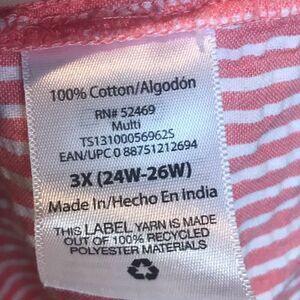 100% Cotton/Algodón
RN# 52469
Multi
TS13100056962S
EAN/UPC 0 88751212694
3X (24W-26W)
Made In/Hecho En India
THIS LABEL YARN IS MADE
OUT OF 100% RECYCLED
POLYESTER MATERIALS